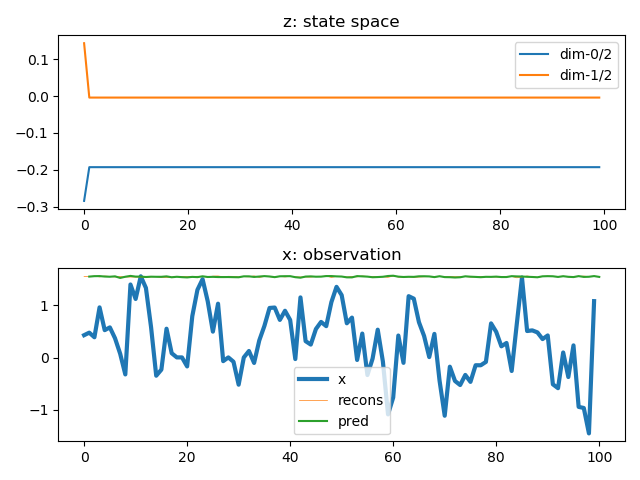 z: state space
0.1
0.0
−0.1
−0.2
−0.3
dim-0/2
dim-1/2
0 20 40 60 80 100
x: observation
1
0
−1
x
recons
pred
0 20 40 60 80 100